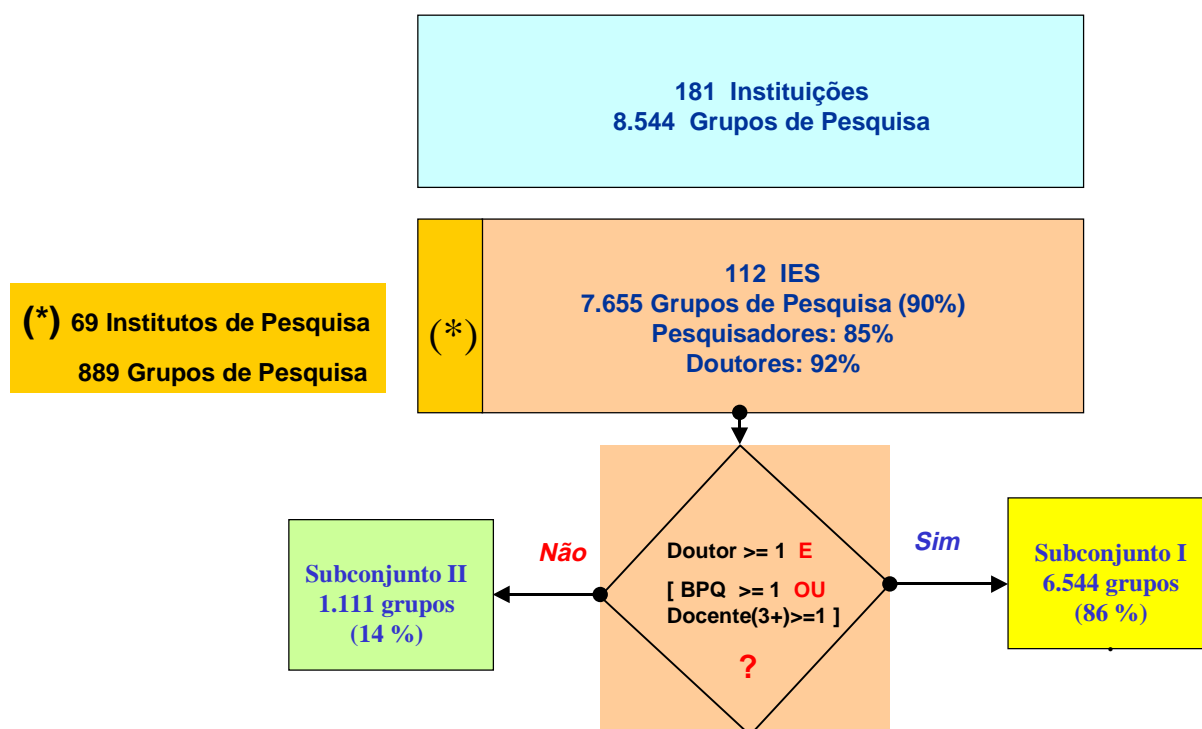 181 Instituições
8.544 Grupos de Pesquisa
112 IES
7.655 Grupos de Pesquisa (90%)
Pesquisadores: 85%
Doutores: 92%
(*)
(*) 69 Institutos de Pesquisa
889 Grupos de Pesquisa
Não
Sim
Doutor >= 1 E
[ BPQ >= 1 OU
Docente(3+)>=1 ]
?
Subconjunto II
1.111 grupos
(14 %)
Subconjunto I
6.544 grupos
(86 %)